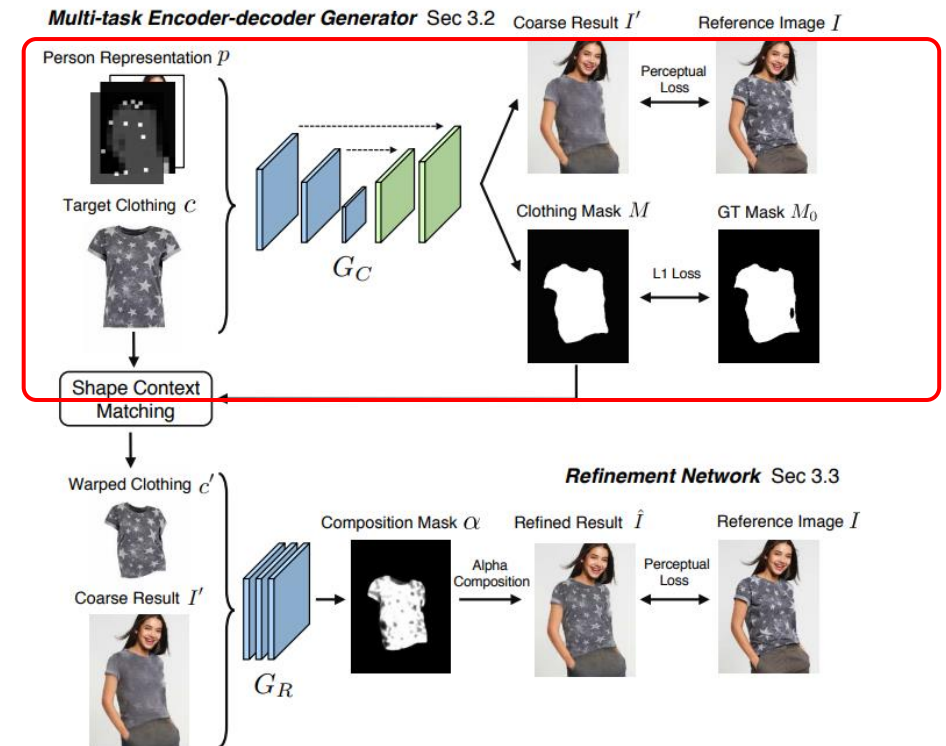 Multi-task Encoder-decoder Generator Sec 3.2
Coarse Result I′
Reference Image I
Person Representation p
Perceptual
Loss
Target Clothing c
G_C
Clothing Mask M
GT Mask M₀
L1 Loss
Shape Context
Matching
Refinement Network Sec 3.3
Warped Clothing c′
Composition Mask α
Refined Result Î
Reference Image I
Alpha
Composition
Perceptual
Loss
Coarse Result I′
G_R